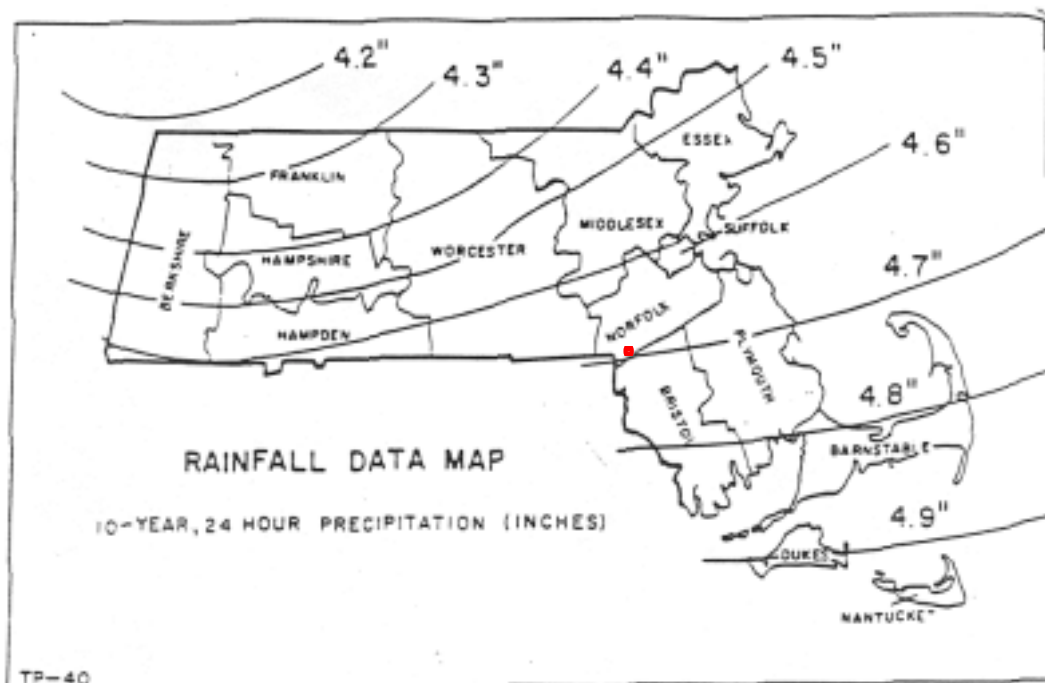 4.2"
4.3"
4.4"
4.5"
4.6"
4.7"
4.8"
4.9"
ESSEX
FRANKLIN
MIDDLESEX
SUFFOLK
WORCESTER
HAMPSHIRE
BERKSHIRE
HAMPDEN
NORFOLK
PLYMOUTH
BRISTOL
BARNSTABLE
DUKES
NANTUCKET
RAINFALL DATA MAP
10-YEAR, 24 HOUR PRECIPITATION (INCHES)
TP-40